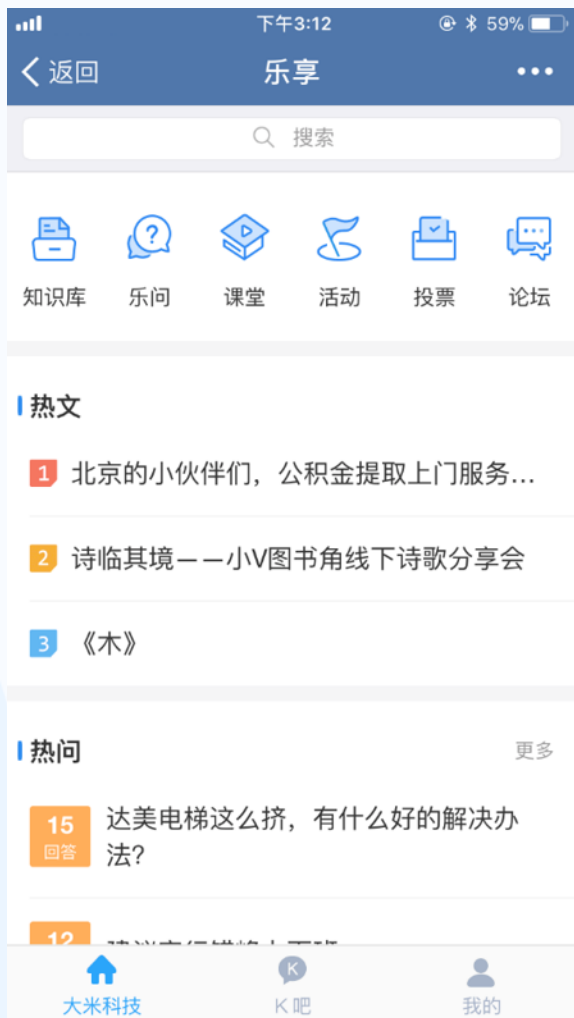 下午3:12
59%
返回
乐享
搜索
知识库 乐问 课堂 活动 投票 论坛
热文
1 北京的小伙伴们，公积金提取上门服务...
2 诗临其境——小V图书角线下诗歌分享会
3 《木》
热问
更多
15
回答
达美电梯这么挤，有什么好的解决办
法?
12
大米科技 K吧 我的